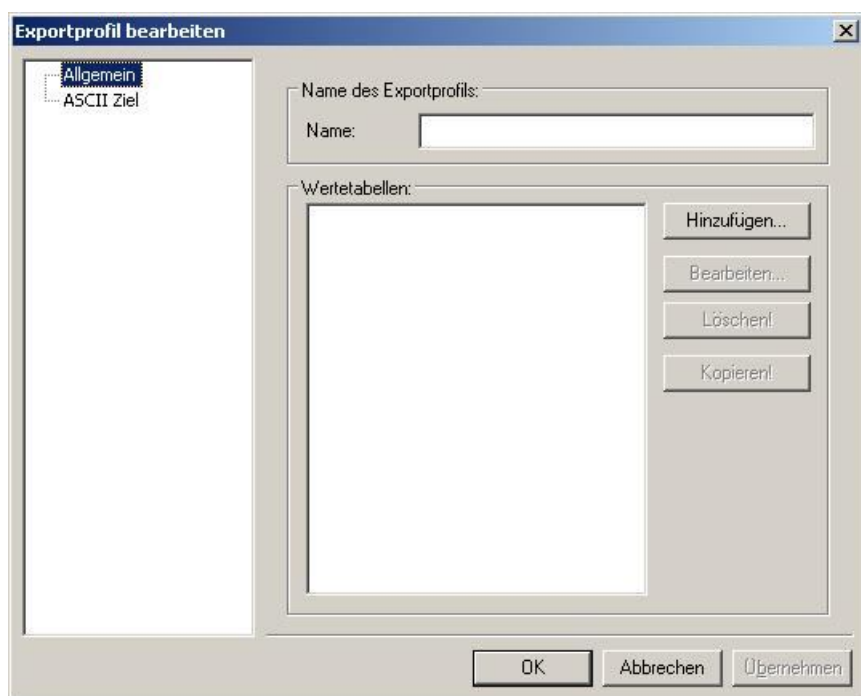 Exportprofil bearbeiten
Allgemein
ASCII Ziel
Name des Exportprofils:
Name:
Wertetabellen:
Hinzufügen...
Bearbeiten...
Löschen!
Kopieren!
OK Abbrechen Übernehmen